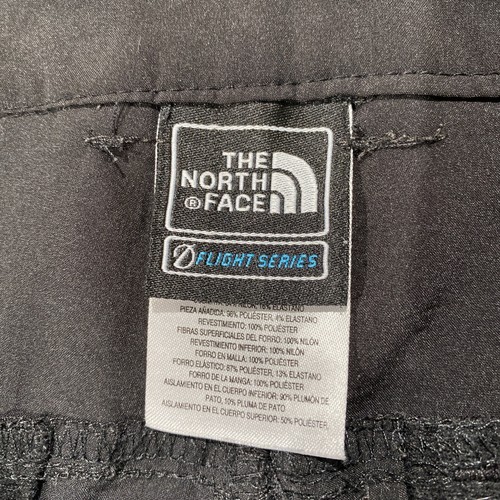 THE
NORTH
® FACE
FLIGHT SERIES
ELASTANO
PIEZA AÑADIDA: 96% POLIÉSTER, 4% ELASTANO
REVESTIMIENTO: 100% POLIÉSTER
FIBRAS SUPERFICIALES DEL FORRO: 100% NILÓN
REVESTIMIENTO INFERIOR: 100% NILÓN
FORRO EN MALLA: 100% POLIÉSTER
FORRO ELÁSTICO: 87% POLIÉSTER, 13% ELASTANO
FORRO DE LA MANGA: 100% POLIÉSTER
AISLAMIENTO EN EL CUERPO INFERIOR: 90% PLUMÓN DE
PATO, 10% PLUMA DE PATO
AISLAMIENTO EN EL CUERPO SUPERIOR: 50% POLIÉSTER,